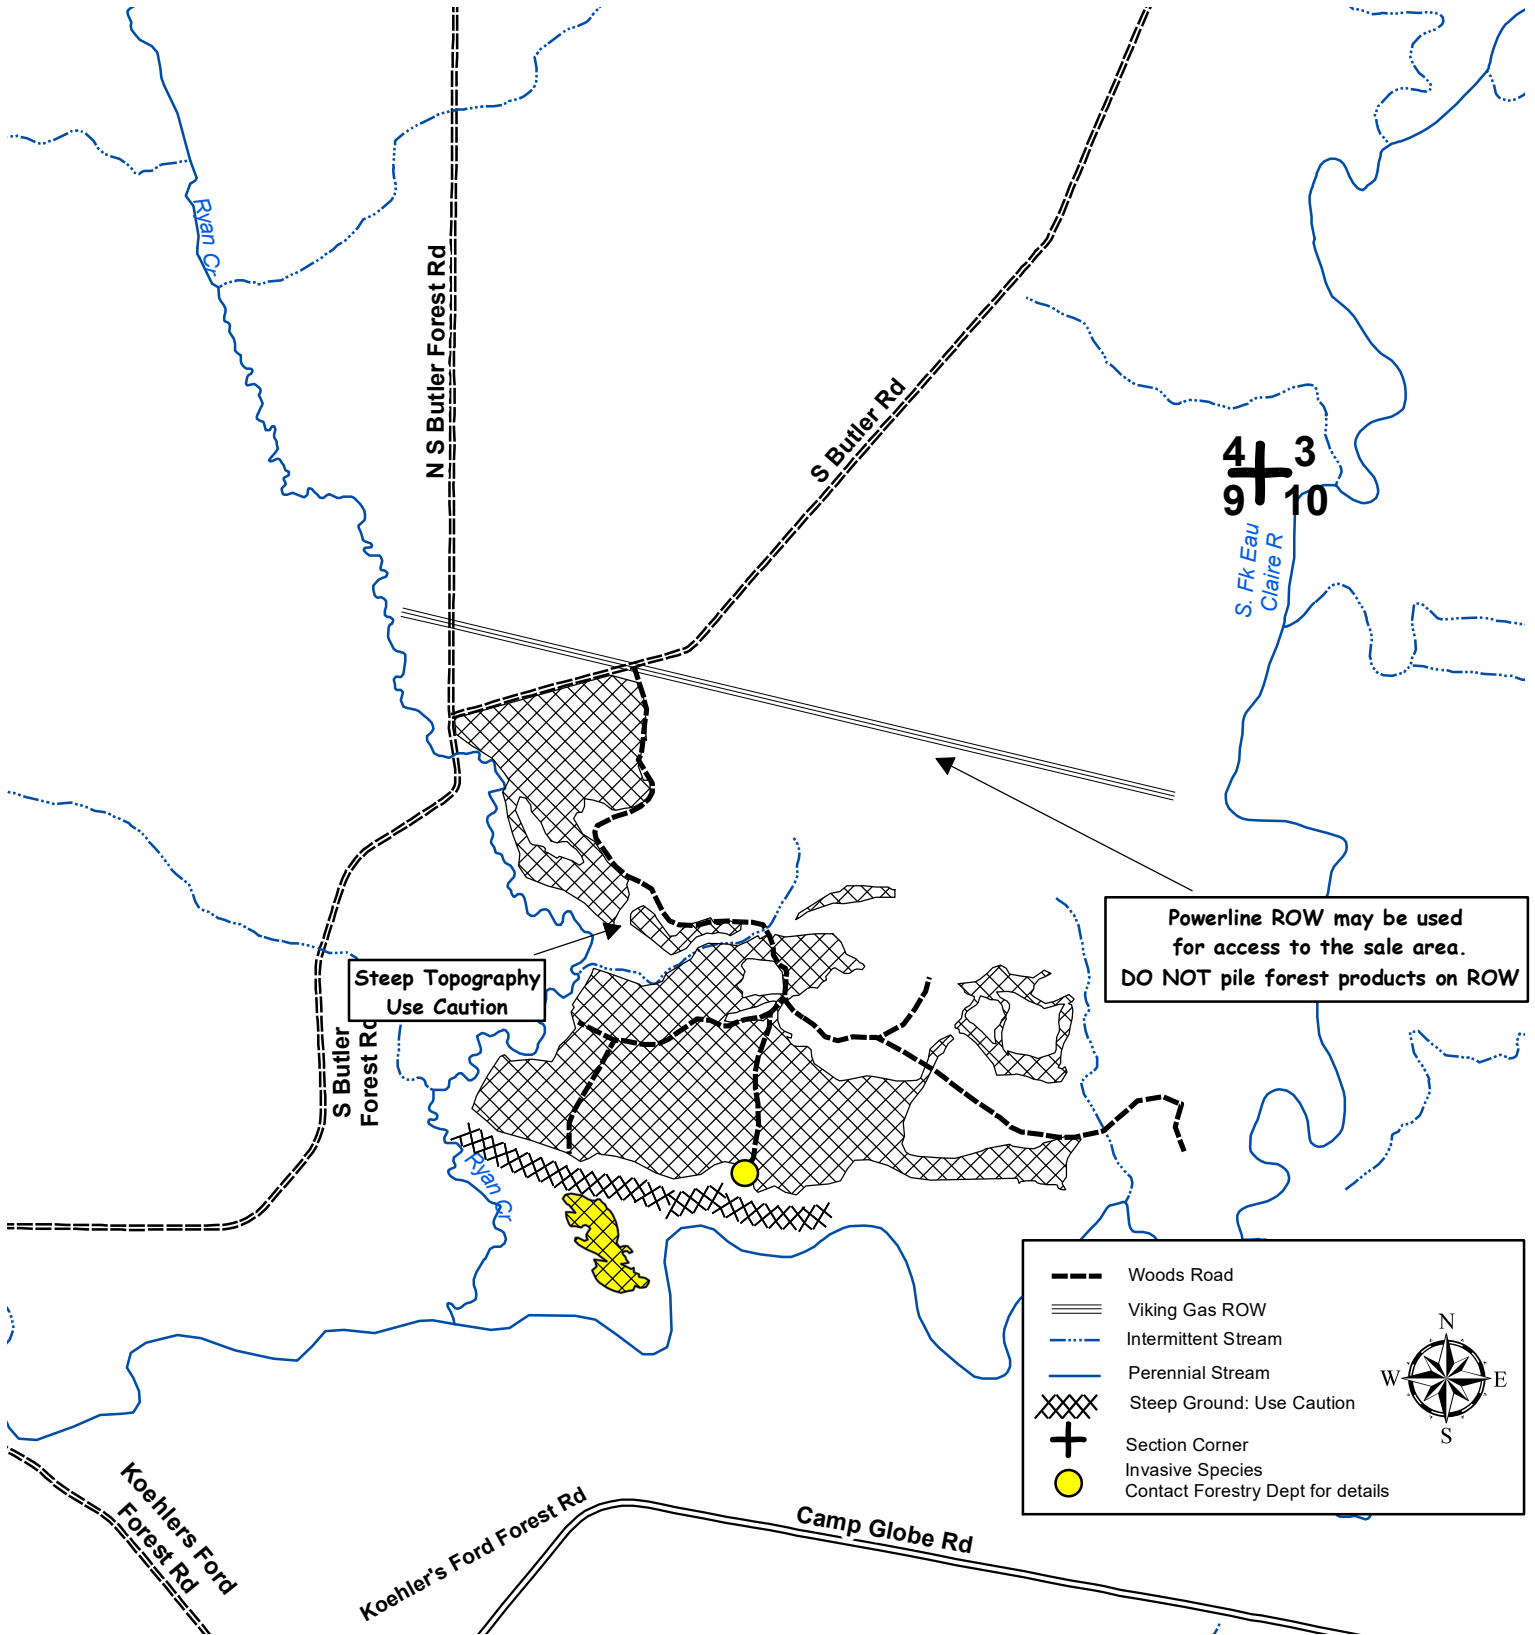 Ryan Cr
N S Butler Forest Rd
S Butler Rd
4 3
9 10
S. Fk Eau
Claire R
Powerline ROW may be used
for access to the sale area.
DO NOT pile forest products on ROW
Steep Topography
Use Caution
S Butler
Forest Rd
Ryan Cr
Woods Road
Viking Gas ROW
Intermittent Stream
Perennial Stream
Steep Ground: Use Caution
Section Corner
Invasive Species
Contact Forestry Dept for details
N
W E
S
Koehlers Ford
Forest Rd
Koehler's Ford Forest Rd
Camp Globe Rd